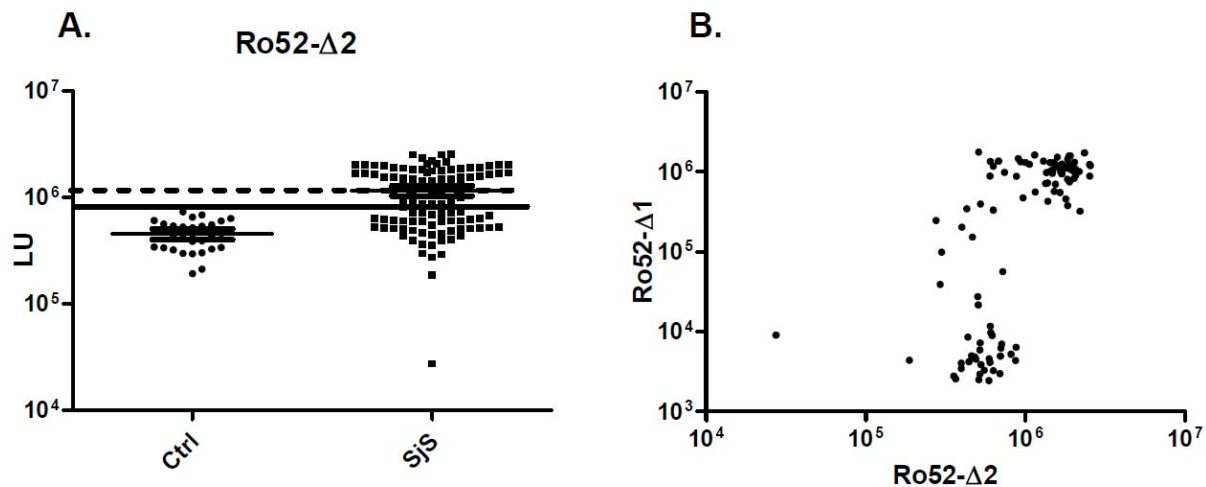 A.
Ro52-Δ2
10⁷
10⁶
10⁵
10⁴
LU
Ctrl
SjS
B.
10⁷
10⁶
10⁵
10⁴
10³
Ro52-Δ1
10⁴
10⁵
10⁶
10⁷
Ro52-Δ2